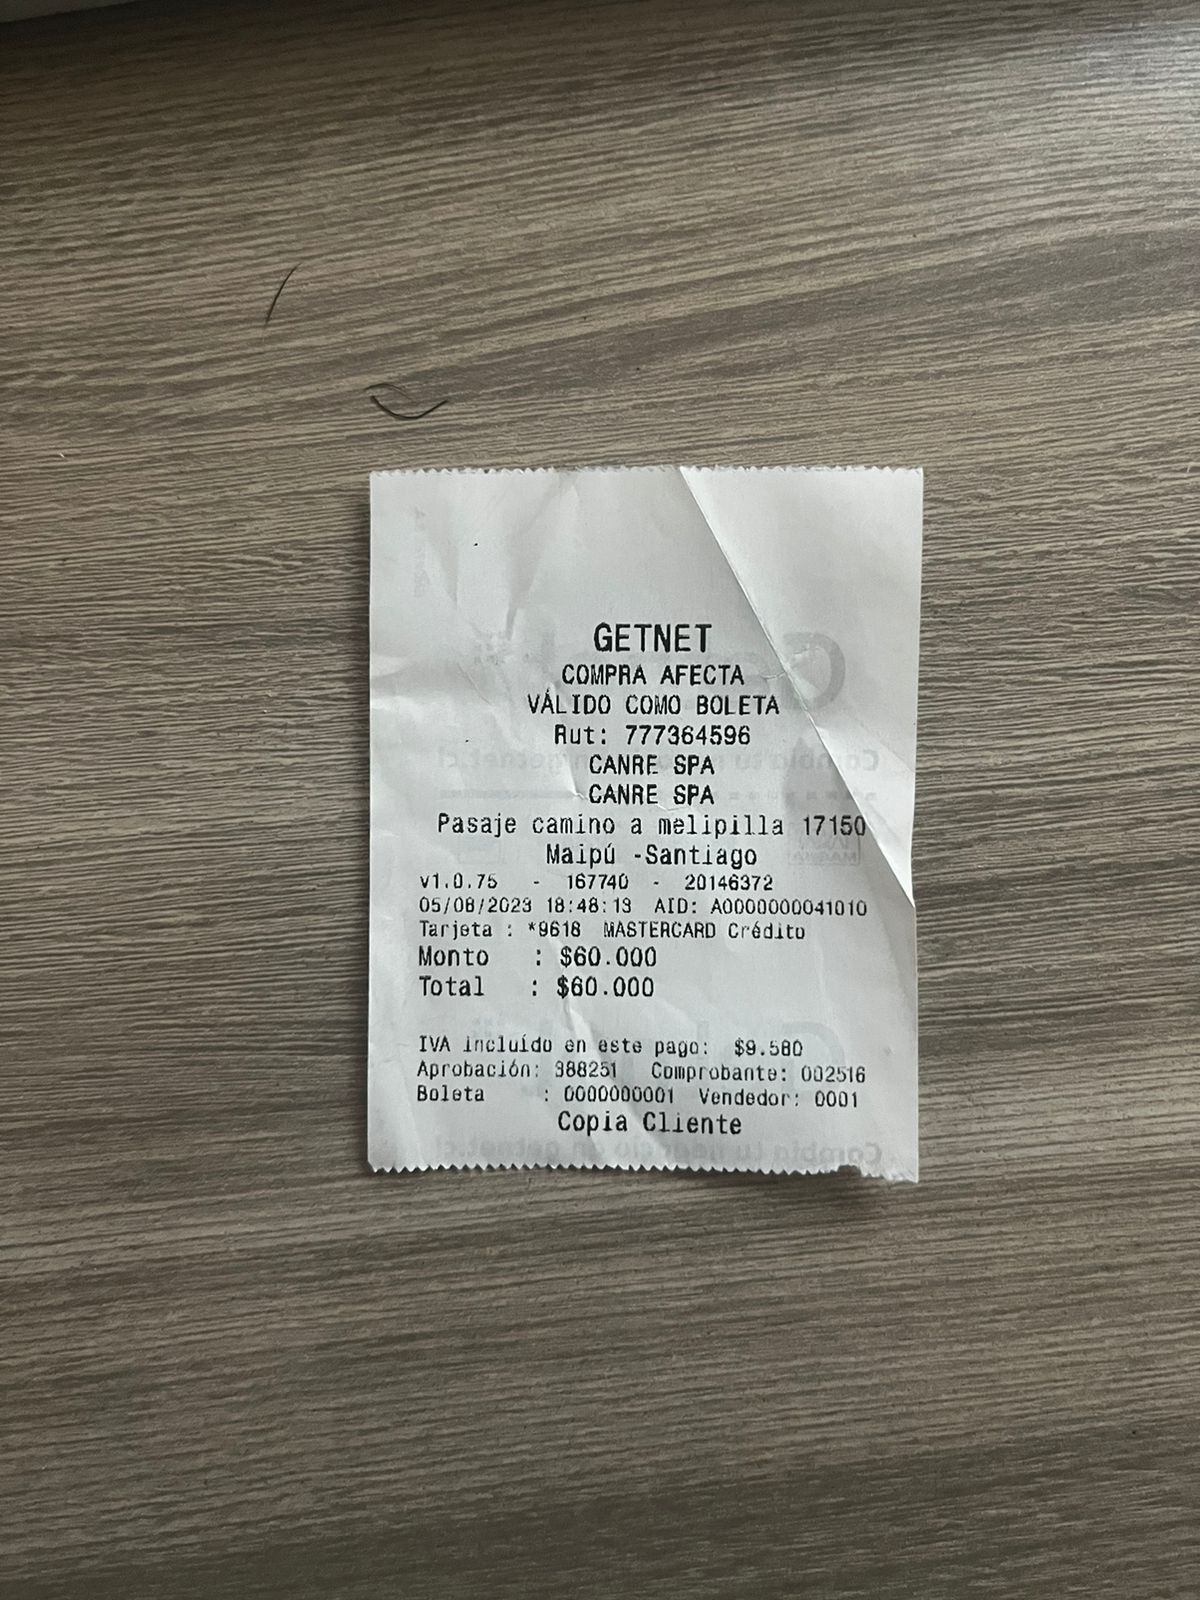 GETNET
COMPRA AFECTA
VÁLIDO COMO BOLETA
Rut: 777364596
CANRE SPA
CANRE SPA
Pasaje camino a melipilla 17150
Maipú -Santiago
v1.0.75 - 167740 - 20146372
05/08/2023 18:48:13 AID: A0000000041010
Tarjeta : *9618 MASTERCARD Crédito
Monto : $60.000
Total : $60.000
IVA incluído en este pago: $9.580
Aprobación: 388251 Comprobante: 002516
Boleta : 0000000001 Vendedor: 0001
Copia Cliente